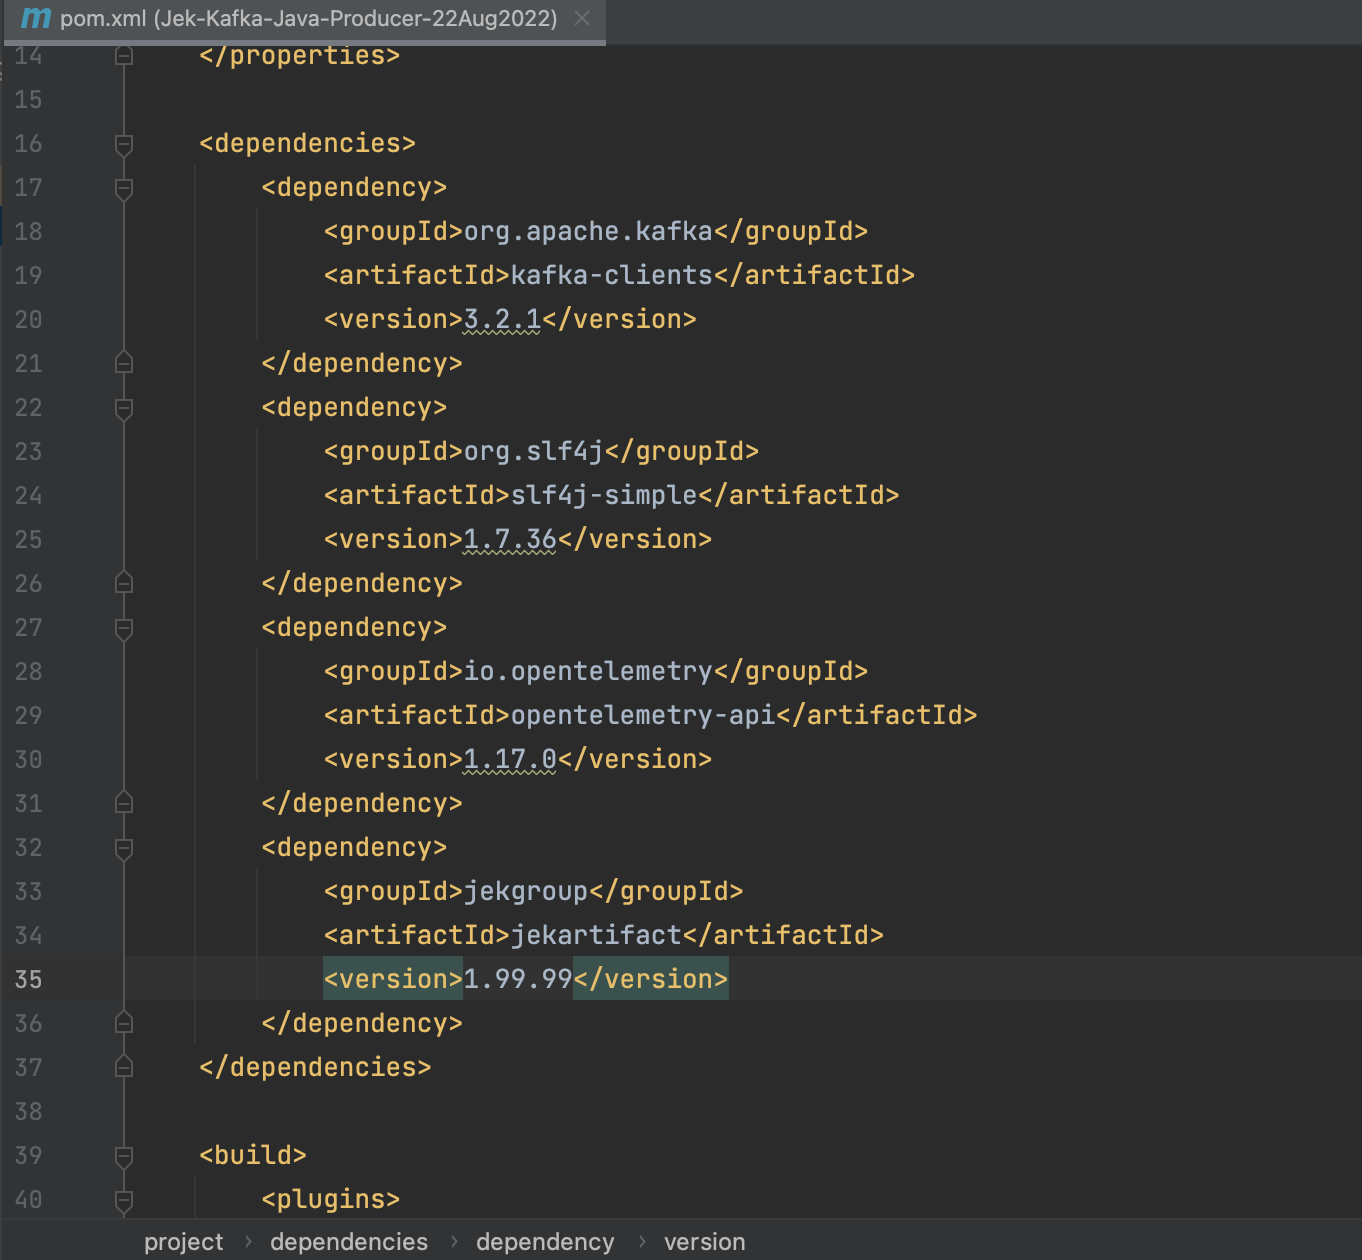 m pom.xml (Jek-Kafka-Java-Producer-22Aug2022) ×
14 </properties>
15
16 <dependencies>
17 <dependency>
18 <groupId>org.apache.kafka</groupId>
19 <artifactId>kafka-clients</artifactId>
20 <version>3.2.1</version>
21 </dependency>
22 <dependency>
23 <groupId>org.slf4j</groupId>
24 <artifactId>slf4j-simple</artifactId>
25 <version>1.7.36</version>
26 </dependency>
27 <dependency>
28 <groupId>io.opentelemetry</groupId>
29 <artifactId>opentelemetry-api</artifactId>
30 <version>1.17.0</version>
31 </dependency>
32 <dependency>
33 <groupId>jekgroup</groupId>
34 <artifactId>jekartifact</artifactId>
35 <version>1.99.99</version>
36 </dependency>
37 </dependencies>
38
39 <build>
40 <plugins>
project › dependencies › dependency › version